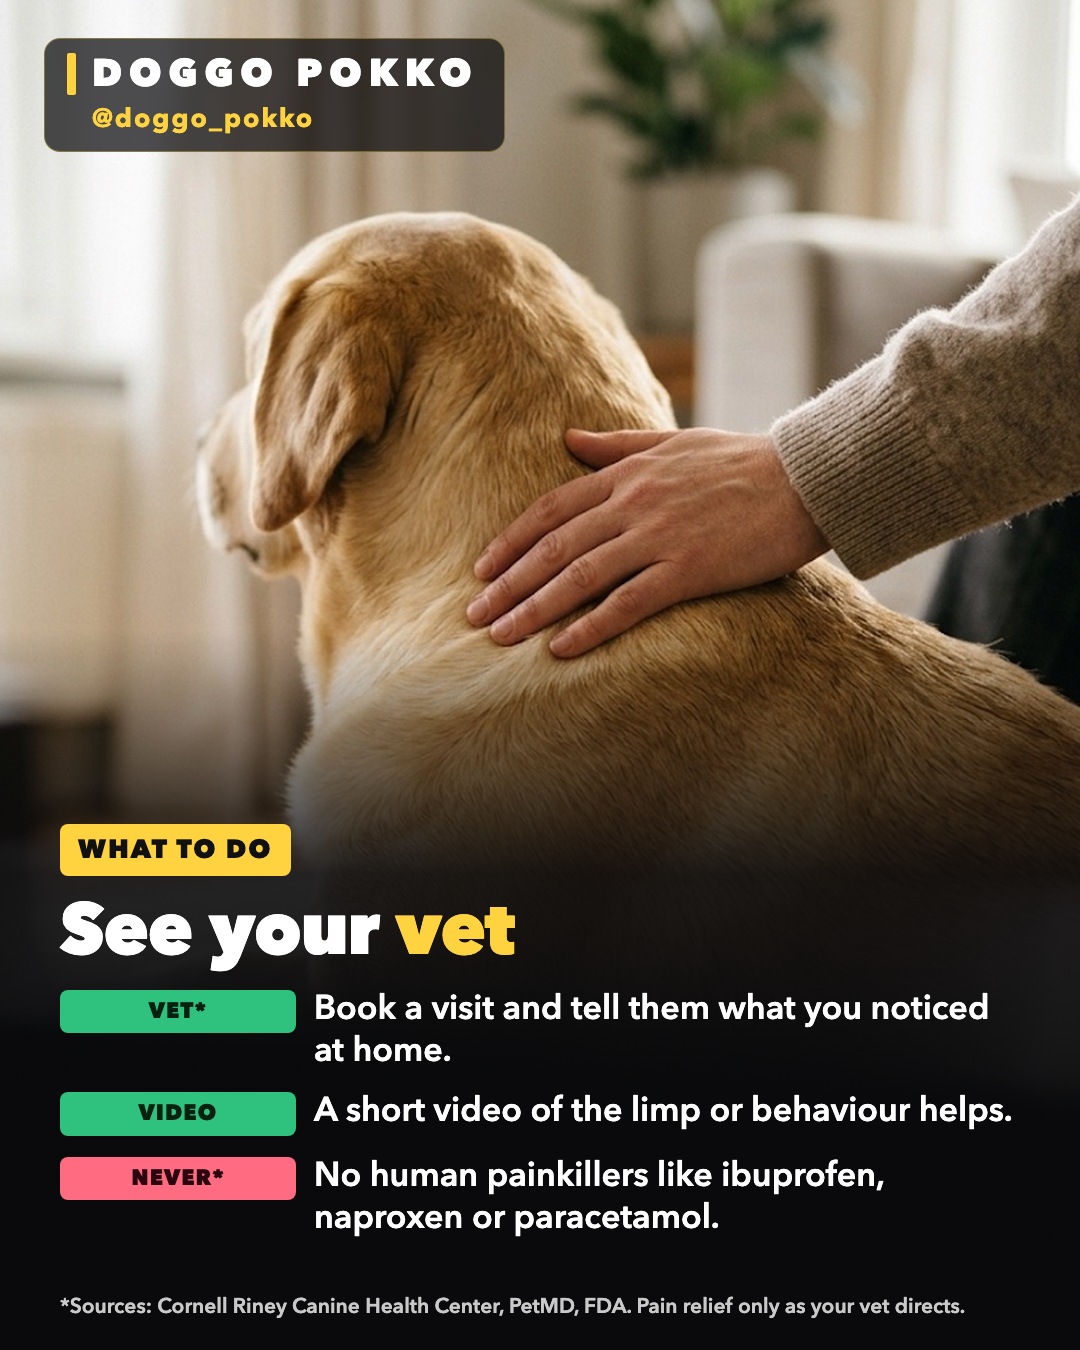 DOGGO POKKO
@doggo_pokko
WHAT TO DO
See your vet
VET*
Book a visit and tell them what you noticed
at home.
VIDEO
A short video of the limp or behaviour helps.
NEVER*
No human painkillers like ibuprofen,
naproxen or paracetamol.
*Sources: Cornell Riney Canine Health Center, PetMD, FDA. Pain relief only as your vet directs.